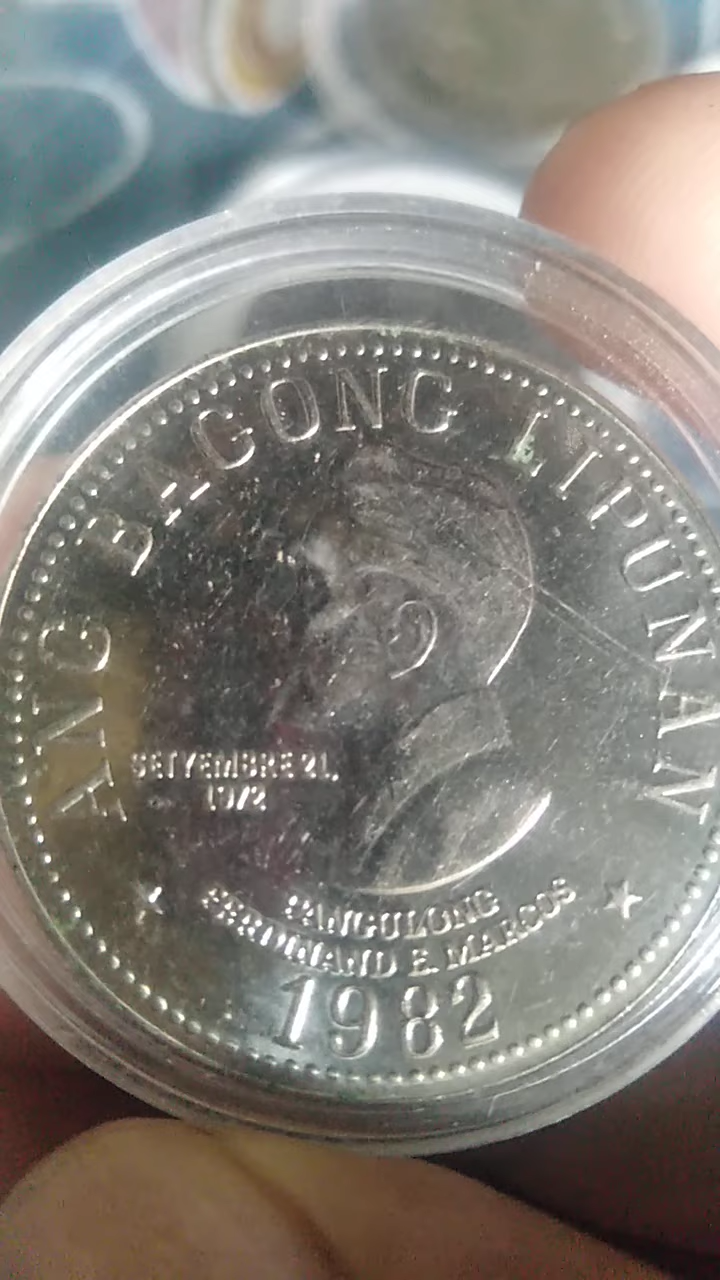 ANG BAGONG LIPUNAN
SETYEMBRE 21,
1972
PANGULONG
FERDINAND E. MARCOS
1982